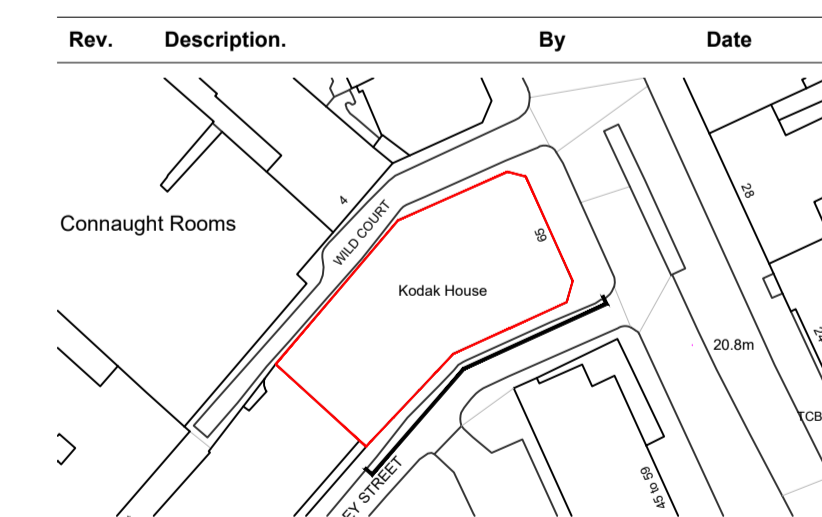 Rev. Description. By Date
4
28
Connaught Rooms
WILD COURT
65
Kodak House
24
20.8m
TCB
EY STREET
45 to 59